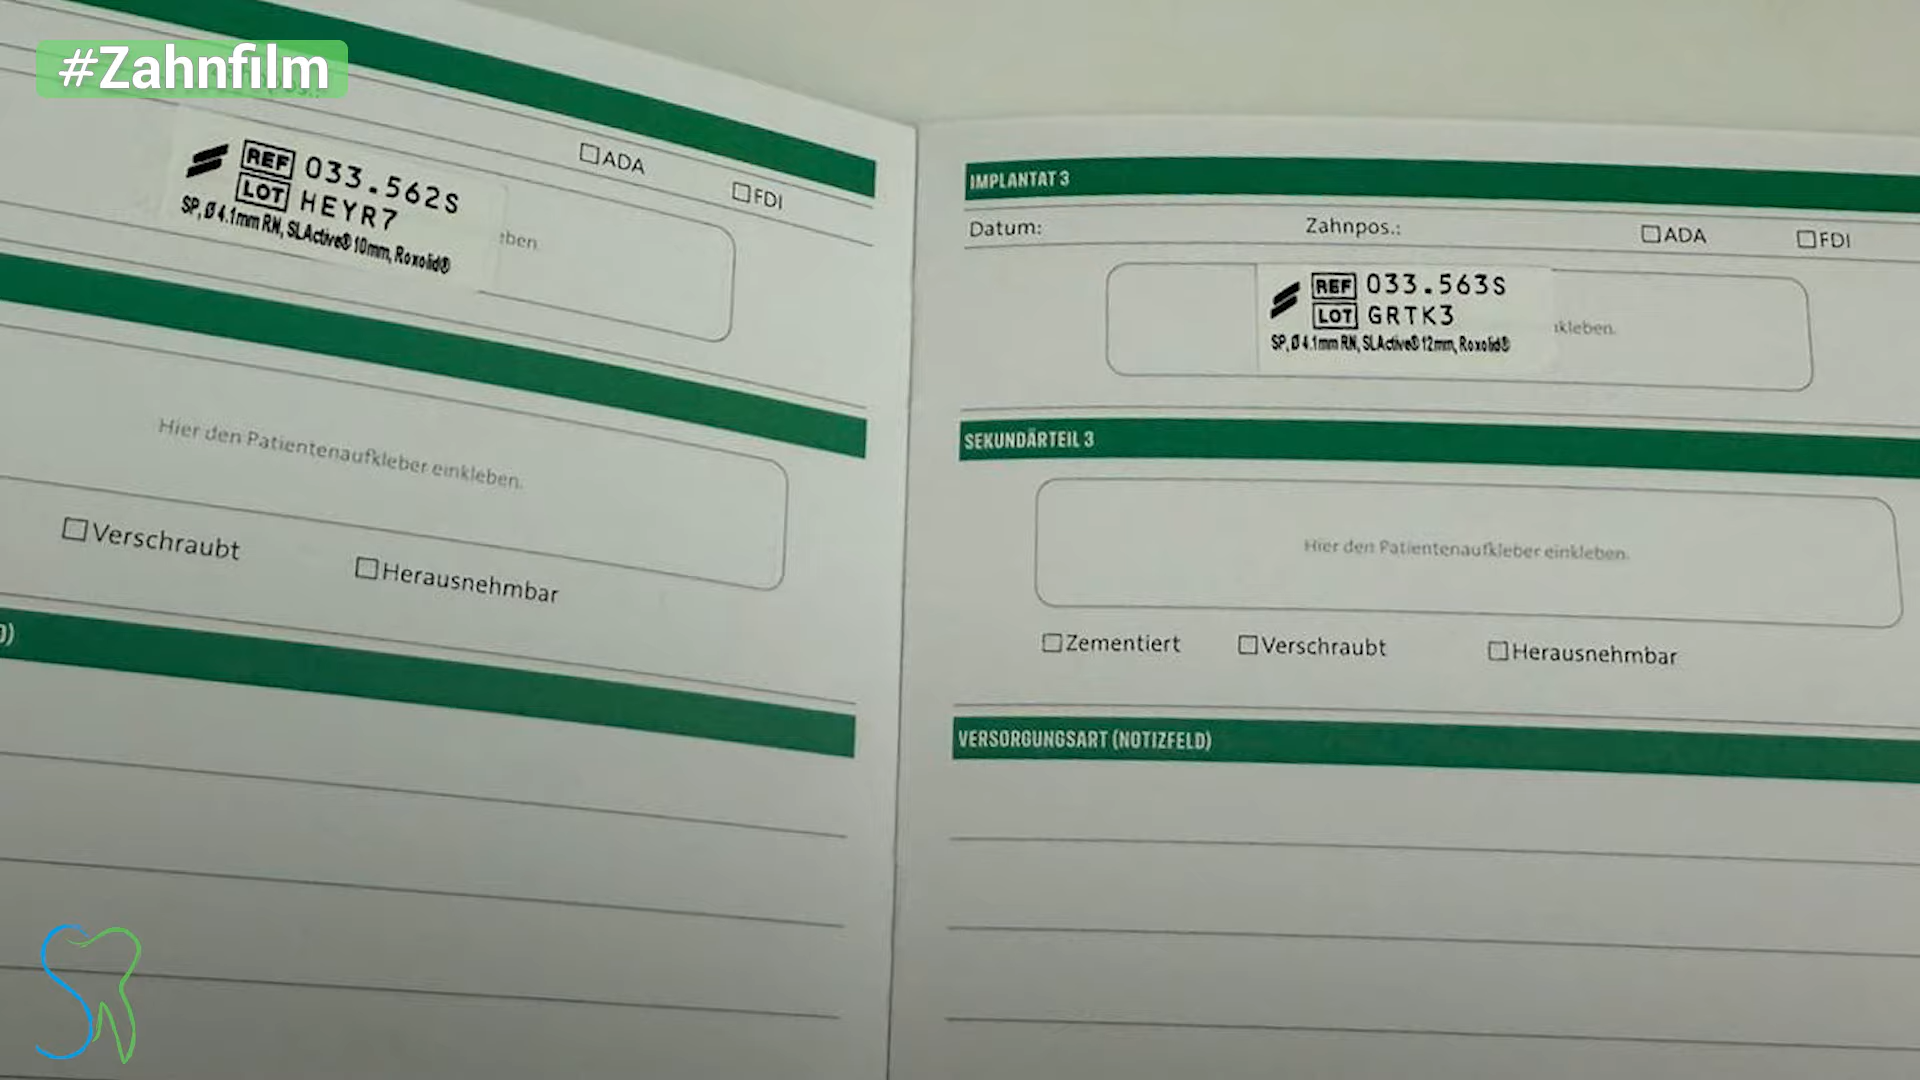 #Zahnfilm
ADA
FDI
REF 033.562S
LOT HEYR7
SP, Ø 4.1mm RN, SLActive® 10mm, Roxolid®
eben.
Hier den Patientenaufkleber einkleben.
Verschraubt
Herausnehmbar
D)
IMPLANTAT 3
Datum: Zahnpos.: ADA FDI
REF 033.563S
LOT GRTK3
SP, Ø 4.1mm RN, SLActive® 12mm, Roxolid®
nkleben.
SEKUNDÄRTEIL 3
Hier den Patientenaufkleber einkleben.
Zementiert Verschraubt Herausnehmbar
VERSORGUNGSART (NOTIZFELD)